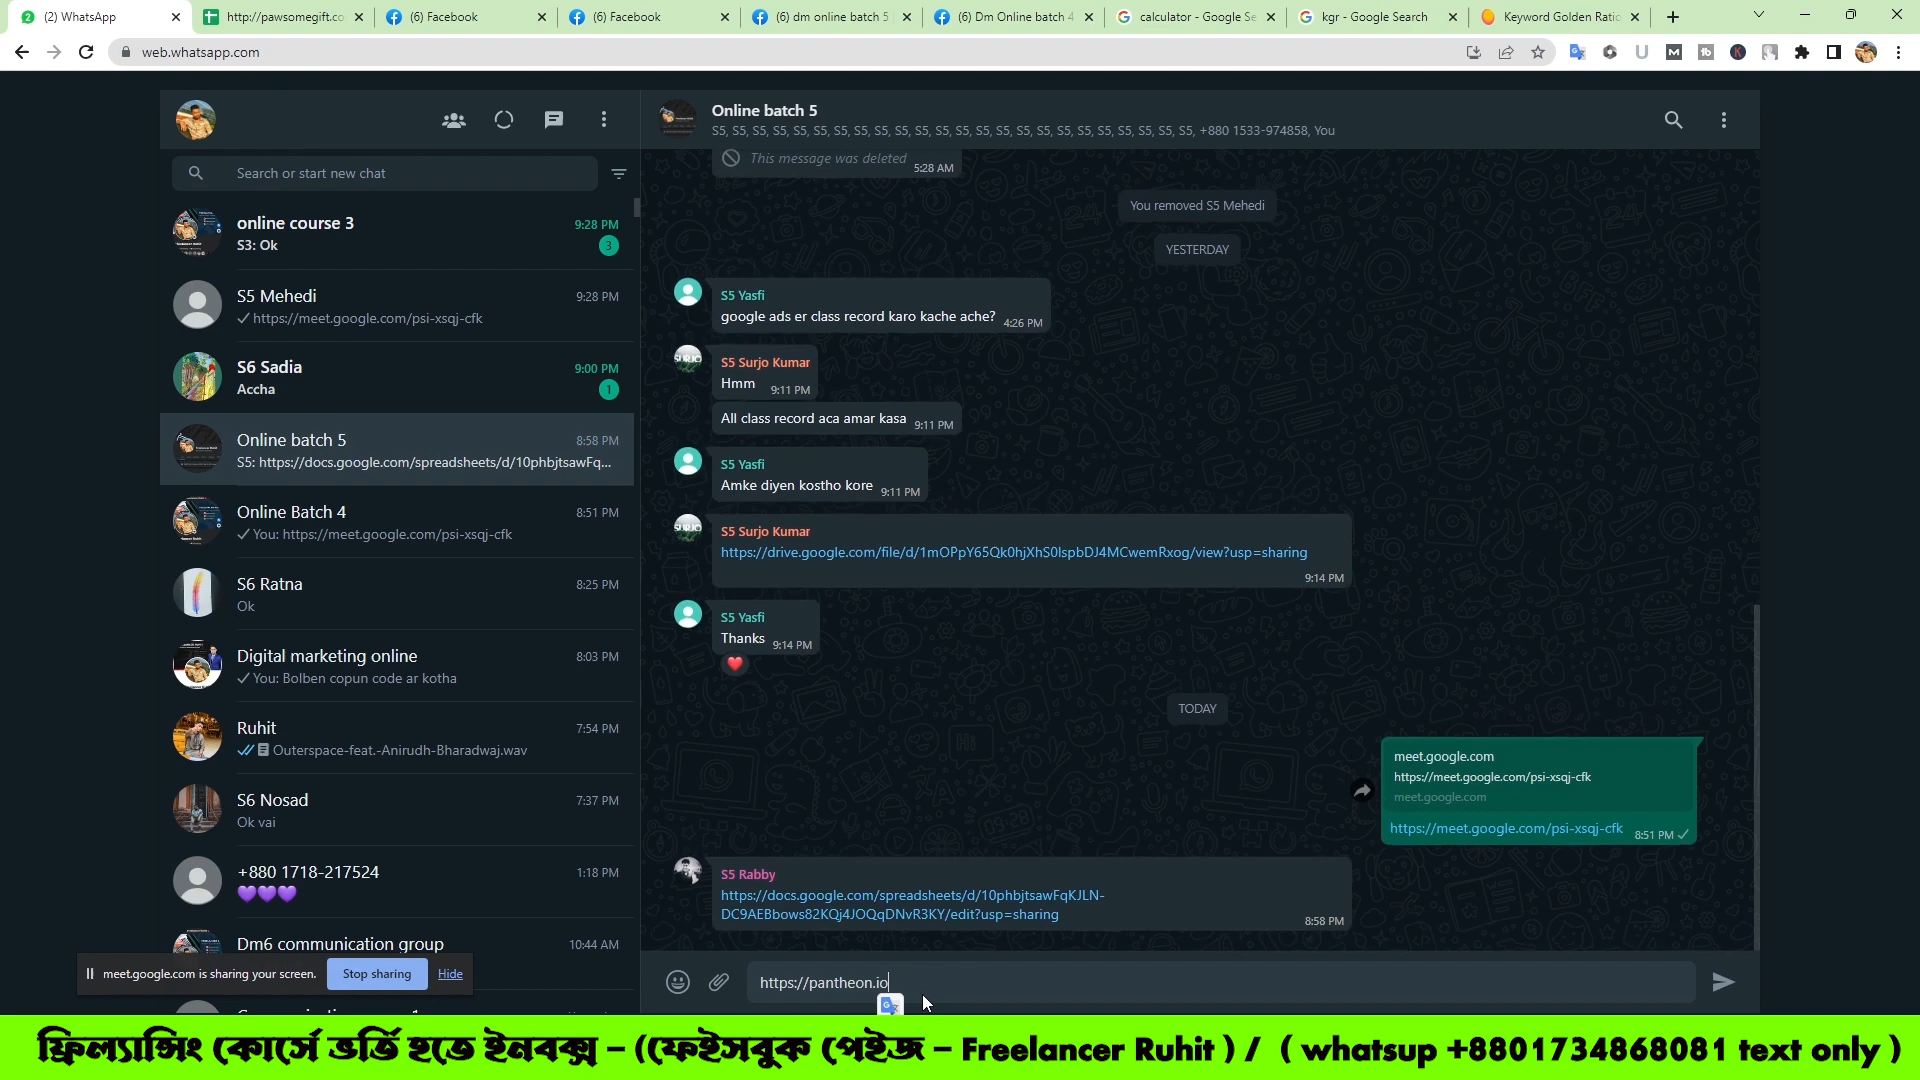 (2) WhatsApp
http://pawsomegift.co
(6) Facebook
(6) Facebook
(6) dm online batch 5
(6) Dm Online batch 4
calculator - Google Se
kgr - Google Search
Keyword Golden Ratio
web.whatsapp.com
Search or start new chat
online course 3
9:28 PM
S3: Ok
3
S5 Mehedi
9:28 PM
https://meet.google.com/psi-xsqj-cfk
S6 Sadia
9:00 PM
Accha
1
Online batch 5
8:58 PM
S5: https://docs.google.com/spreadsheets/d/10phbjtsawFq...
Online Batch 4
8:51 PM
You: https://meet.google.com/psi-xsqj-cfk
S6 Ratna
8:25 PM
Ok
Digital marketing online
8:03 PM
You: Bolben copun code ar kotha
Ruhit
7:54 PM
Outerspace-feat.-Anirudh-Bharadwaj.wav
S6 Nosad
7:37 PM
Ok vai
+880 1718-217524
1:18 PM
Dm6 communication group
10:44 AM
meet.google.com is sharing your screen.
Stop sharing
Hide
Online batch 5
S5, S5, S5, S5, S5, S5, S5, S5, S5, S5, S5, S5, S5, S5, S5, S5, S5, S5, S5, S5, S5, S5, S5, S5, +880 1533-974858, You
This message was deleted
5:28 AM
You removed S5 Mehedi
YESTERDAY
S5 Yasfi
google ads er class record karo kache ache?
4:26 PM
S5 Surjo Kumar
Hmm
9:11 PM
All class record aca amar kasa
9:11 PM
S5 Yasfi
Amke diyen kostho kore
9:11 PM
S5 Surjo Kumar
https://drive.google.com/file/d/1mOPpY65Qk0hjXhS0lspbDJ4MCwemRxog/view?usp=sharing
9:14 PM
S5 Yasfi
Thanks
9:14 PM
TODAY
meet.google.com
https://meet.google.com/psi-xsqj-cfk
meet.google.com
https://meet.google.com/psi-xsqj-cfk
8:51 PM
S5 Rabby
https://docs.google.com/spreadsheets/d/10phbjtsawFqKJLN-
DC9AEBbows82KQj4JOQqDNvR3KY/edit?usp=sharing
8:58 PM
https://pantheon.io
ফ্রিল্যান্সিং কোর্সে ভর্তি হতে ইনবক্স – ((ফেইসবুক পেইজ – Freelancer Ruhit ) / ( whatsup +8801734868081 text only )